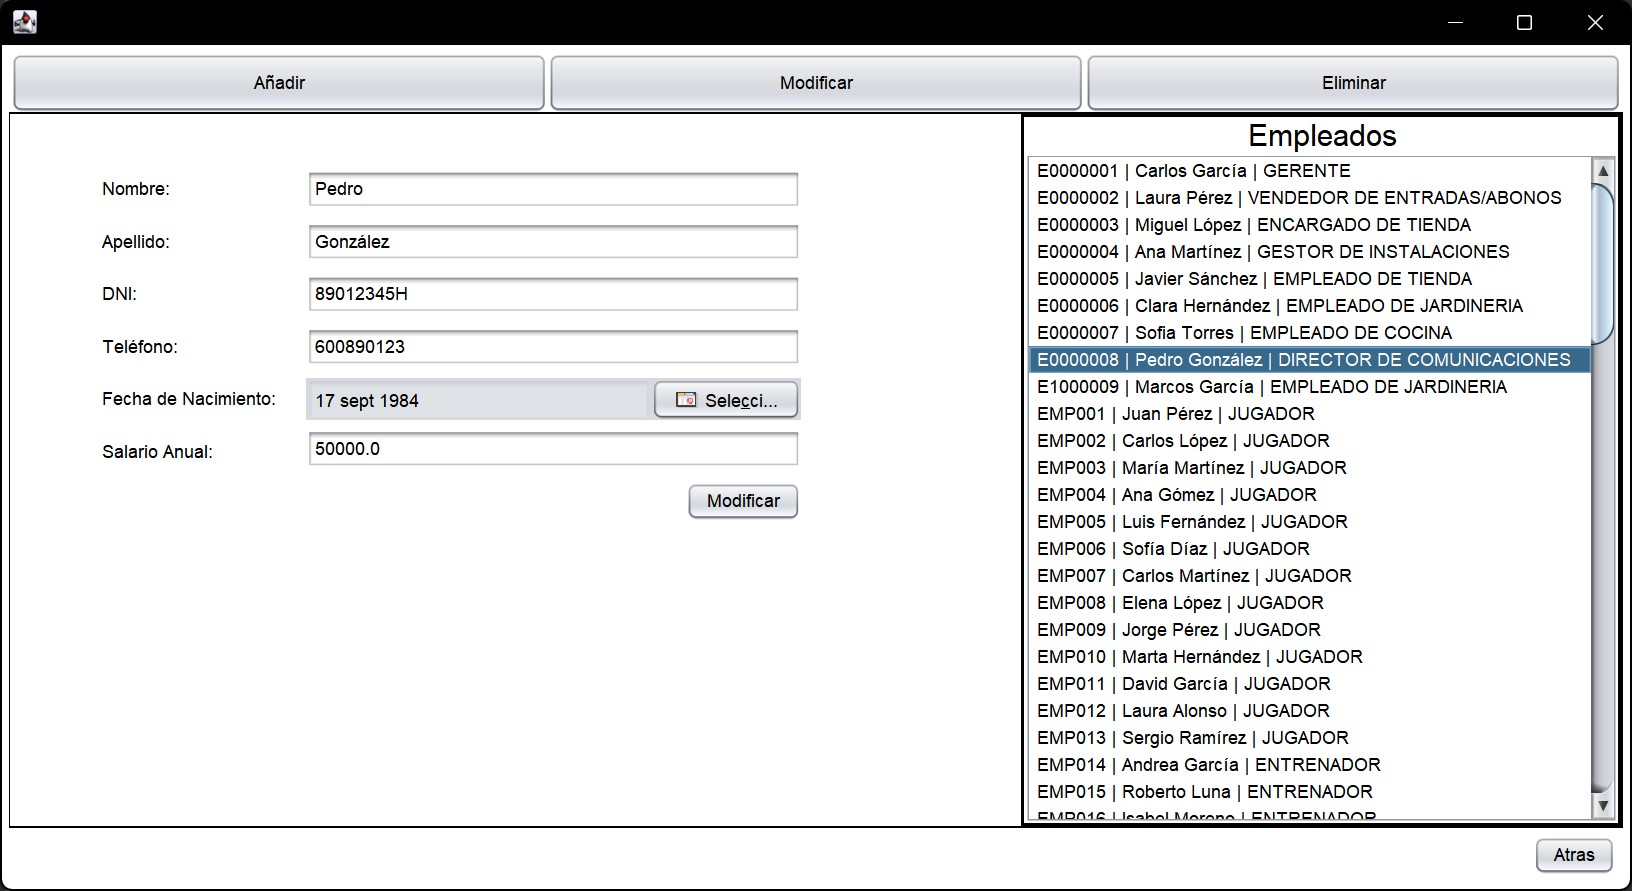 Añadir
Modificar
Eliminar
Nombre:
Pedro
Apellido:
González
DNI:
89012345H
Teléfono:
600890123
Fecha de Nacimiento:
17 sept 1984
Selecci...
Salario Anual:
50000.0
Modificar
Empleados
E0000001 | Carlos García | GERENTE
E0000002 | Laura Pérez | VENDEDOR DE ENTRADAS/ABONOS
E0000003 | Miguel López | ENCARGADO DE TIENDA
E0000004 | Ana Martínez | GESTOR DE INSTALACIONES
E0000005 | Javier Sánchez | EMPLEADO DE TIENDA
E0000006 | Clara Hernández | EMPLEADO DE JARDINERIA
E0000007 | Sofia Torres | EMPLEADO DE COCINA
E0000008 | Pedro González | DIRECTOR DE COMUNICACIONES
E1000009 | Marcos García | EMPLEADO DE JARDINERIA
EMP001 | Juan Pérez | JUGADOR
EMP002 | Carlos López | JUGADOR
EMP003 | María Martínez | JUGADOR
EMP004 | Ana Gómez | JUGADOR
EMP005 | Luis Fernández | JUGADOR
EMP006 | Sofía Díaz | JUGADOR
EMP007 | Carlos Martínez | JUGADOR
EMP008 | Elena López | JUGADOR
EMP009 | Jorge Pérez | JUGADOR
EMP010 | Marta Hernández | JUGADOR
EMP011 | David García | JUGADOR
EMP012 | Laura Alonso | JUGADOR
EMP013 | Sergio Ramírez | JUGADOR
EMP014 | Andrea García | ENTRENADOR
EMP015 | Roberto Luna | ENTRENADOR
EMP016 | Isabel Moreno | ENTRENADOR
Atras